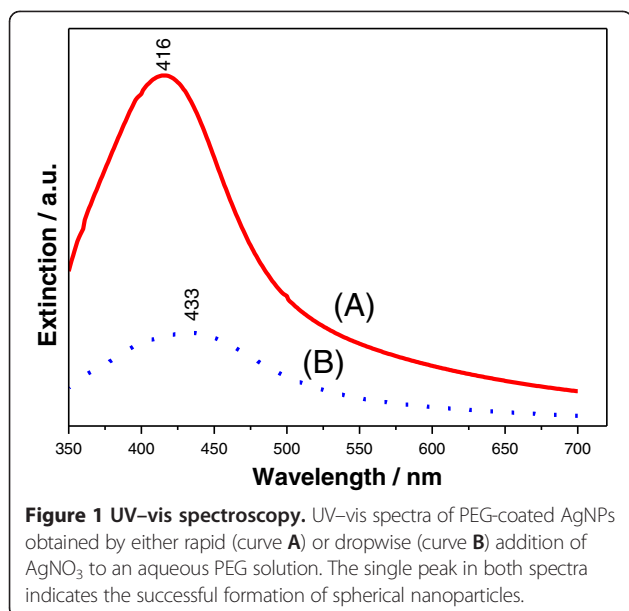 416
433
(A)
(B)
Extinction / a.u.
350 400 450 500 550 600 650 700
Wavelength / nm
Figure 1 UV–vis spectroscopy. UV–vis spectra of PEG-coated AgNPs
obtained by either rapid (curve A) or dropwise (curve B) addition of
AgNO₃ to an aqueous PEG solution. The single peak in both spectra
indicates the successful formation of spherical nanoparticles.